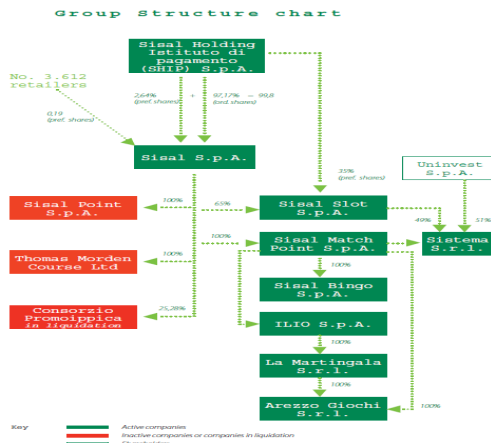 Group Structure chart
Sisal Holding
Istituto di
pagamento
(SHIP) S.p.A.
No. 3.612
retailers
2,64%
(pref. shares)
+
97,17% = 99,8
(ord. shares)
0,19
(pref. shares)
Sisal S.p.A.
35%
(pref. shares)
Uninvest
S.p.A.
Sisal Point
S.p.A.
100%
65%
Sisal Slot
S.p.A.
49%
51%
100%
Sisal Match
Point S.p.A.
Sistema
S.r.l.
Thomas Morden
Course Ltd
100%
100%
Sisal Bingo
S.p.A.
Consorzio
Promoippica
in liquidation
25,28%
ILIO S.p.A.
100%
La Martingala
S.r.l.
100%
Arezzo Giochi
S.r.l.
100%
Key
Active companies
Inactive companies or companies in liquidation